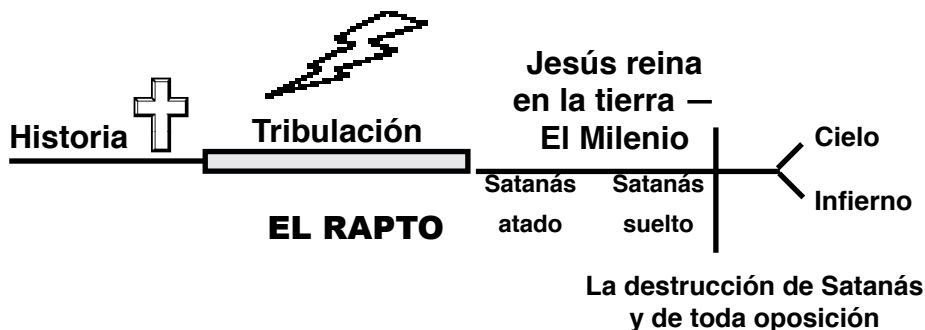 Historia
Tribulación
EL RAPTO
Jesús reina
en la tierra —
El Milenio
Satanás
atado
Satanás
suelto
Cielo
Infierno
La destrucción de Satanás
y de toda oposición